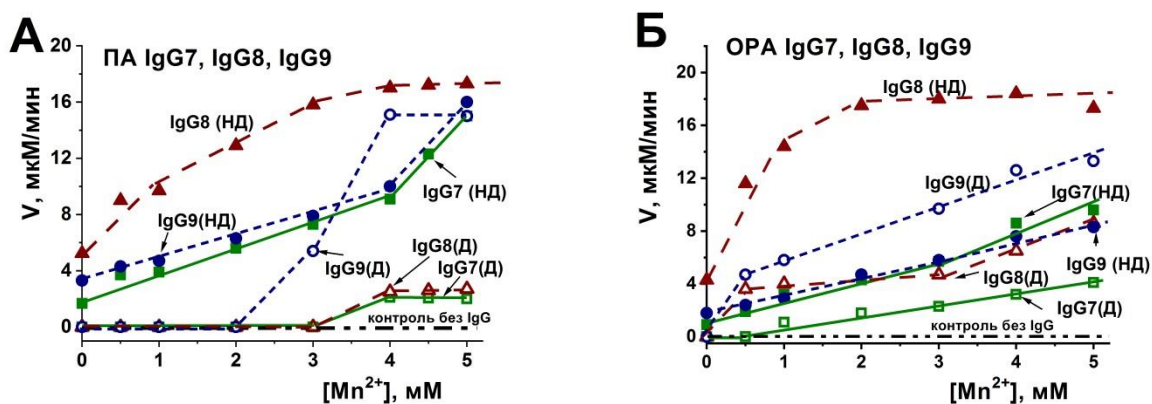 А
ПА IgG7, IgG8, IgG9
V, мкМ/мин
20
16
12
8
4
0
IgG8 (НД)
IgG9(НД)
IgG7 (НД)
IgG9(Д)
IgG8(Д)
IgG7(Д)
контроль без IgG
0 1 2 3 4 5
[Mn²⁺], мМ
Б
ОРА IgG7, IgG8, IgG9
V, мкМ/мин
20
16
12
8
4
0
IgG8 (НД)
IgG9(Д)
IgG7(НД)
IgG8(Д)
IgG9 (НД)
IgG7(Д)
контроль без IgG
0 1 2 3 4 5
[Mn²⁺], мМ